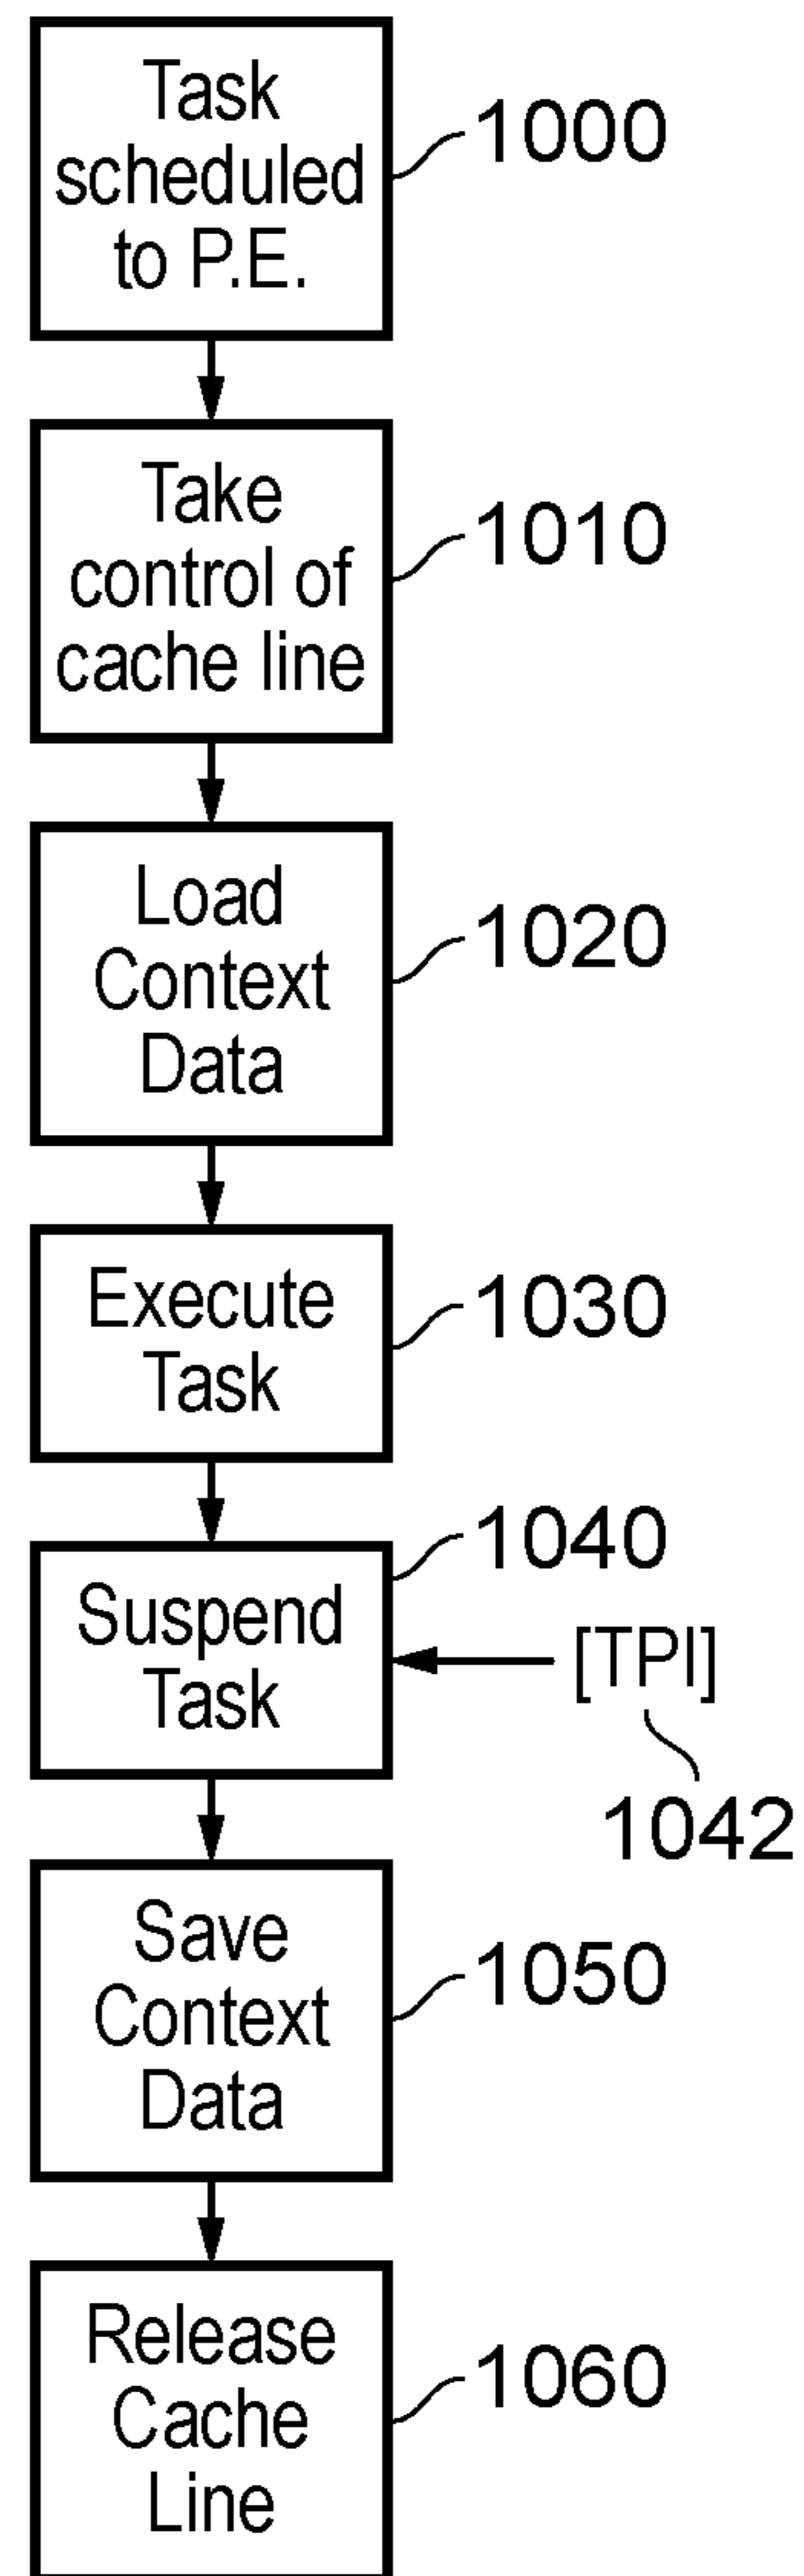 Task
scheduled
to P.E.
1000
Take
control of
cache line
1010
Load
Context
Data
1020
Execute
Task
1030
Suspend
Task
1040
[TPI]
1042
Save
Context
Data
1050
Release
Cache
Line
1060